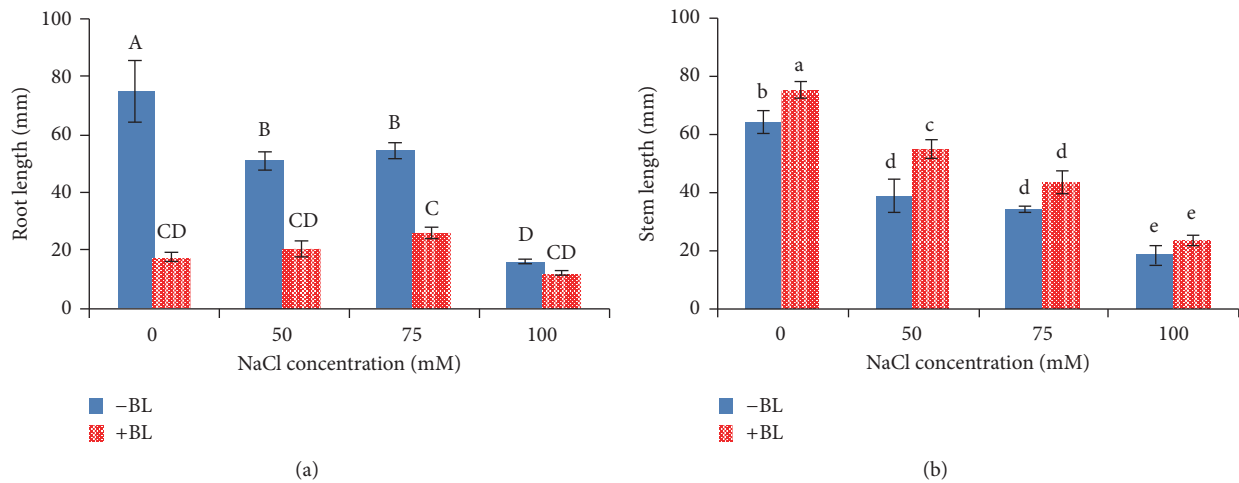 100
80
60
40
20
0
Root length (mm)
A
CD
B
CD
B
C
D
CD
0 50 75 100
NaCl concentration (mM)
−BL
+BL
(a)
100
80
60
40
20
0
Stem length (mm)
b
a
d
c
d
d
e
e
0 50 75 100
NaCl concentration (mM)
−BL
+BL
(b)